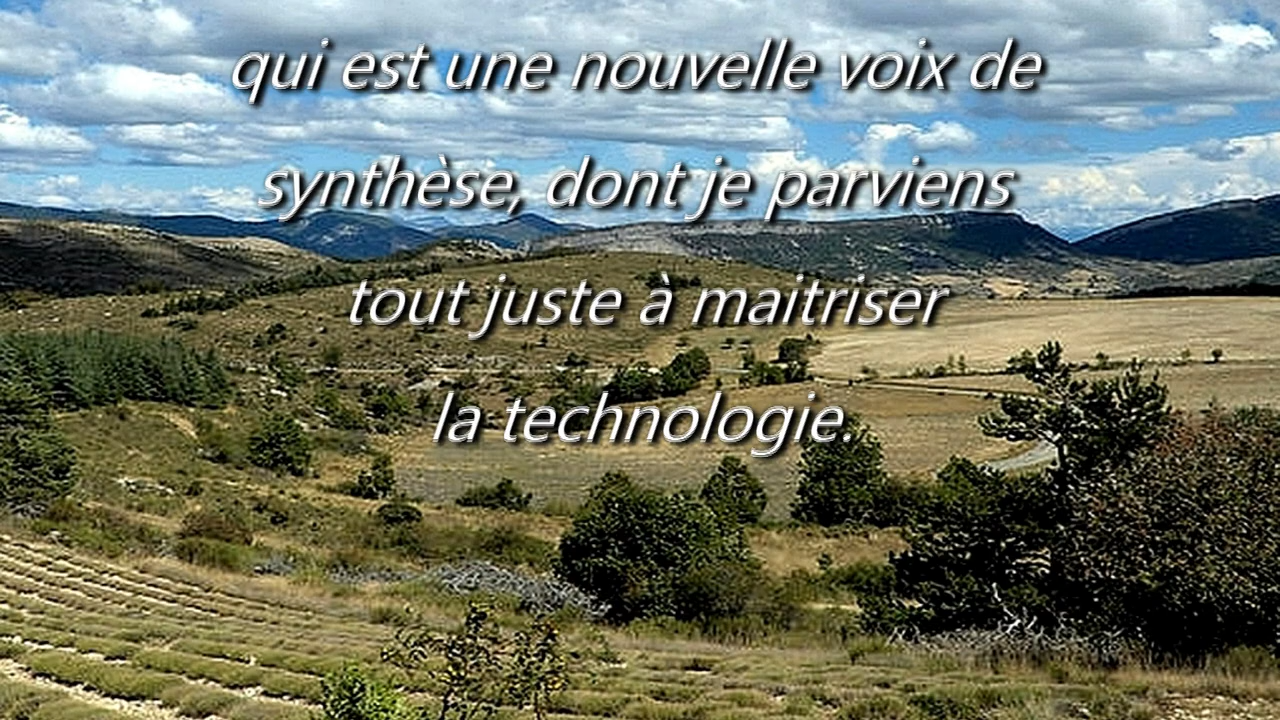 qui est une nouvelle voix de
synthèse, dont je parviens
tout juste à maitriser
la technologie.